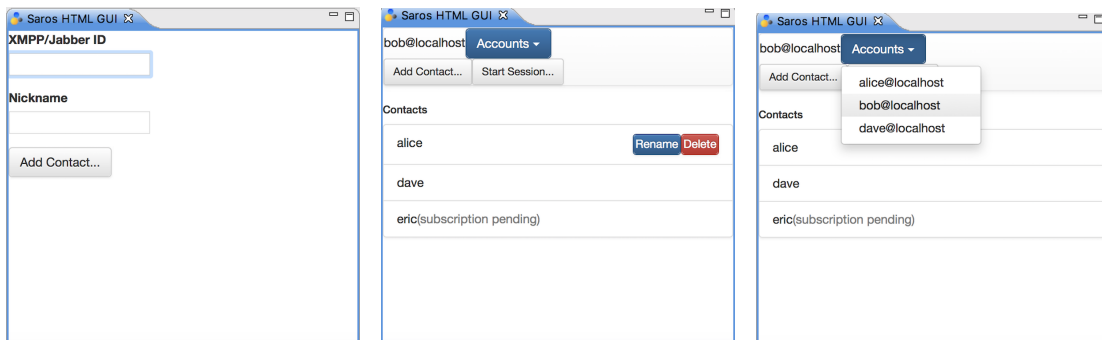 Saros HTML GUI
XMPP/Jabber ID
Nickname
Add Contact...
Saros HTML GUI
bob@localhost Accounts
Add Contact... Start Session...
Contacts
alice Rename Delete
dave
eric(subscription pending)
Saros HTML GUI
bob@localhost Accounts
Add Contact...
alice@localhost
bob@localhost
dave@localhost
Contacts
alice
dave
eric(subscription pending)